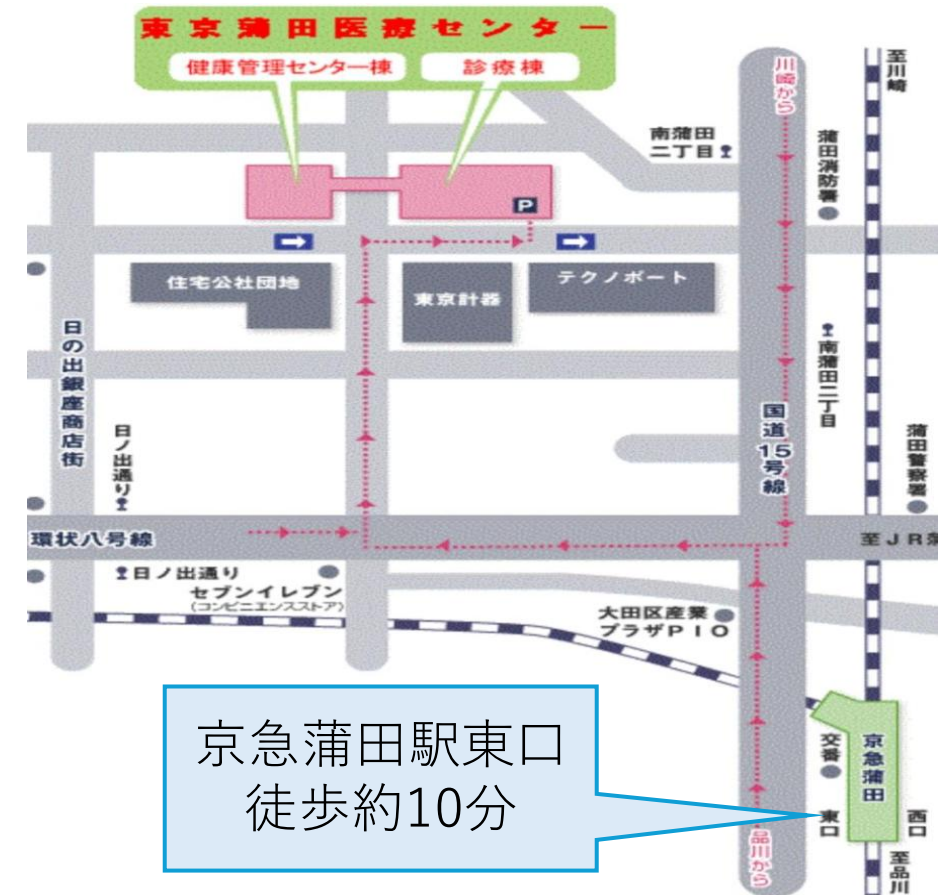 東京蒲田医療センター
健康管理センター棟
診療棟
川崎から
至川崎
南蒲田
二丁目
蒲田消防署
P
住宅公社団地
東京計器
テクノポート
日の出銀座商店街
日ノ出通り
南蒲田二丁目
国道15号線
蒲田警察署
環状八号線
至JR蒲
日ノ出通り
セブンイレブン
(コンビニエンスストア)
大田区産業
プラザPIO
京急蒲田駅東口
徒歩約10分
交番
京急蒲田
東口
西口
品川から
至品川